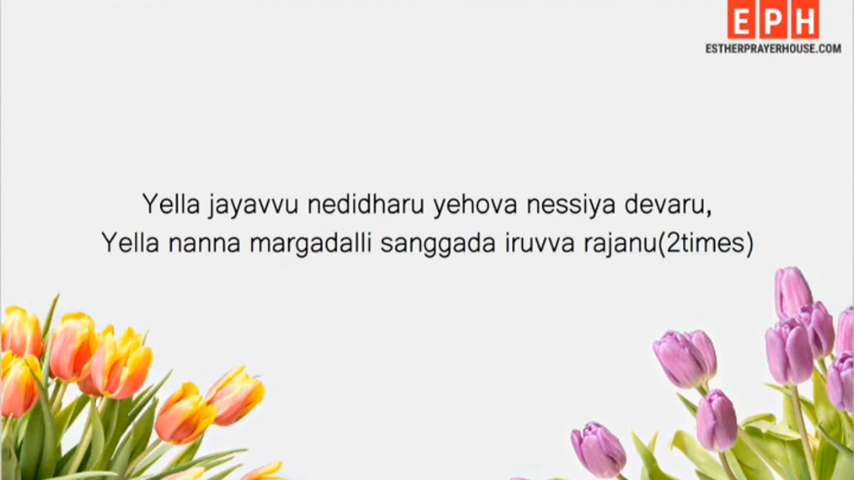 EPH
ESTHERPRAYERHOUSE.COM
Yella jayavvu nedidharu yehova nessiya devaru,
Yella nanna margadalli sanggada iruvva rajanu(2times)